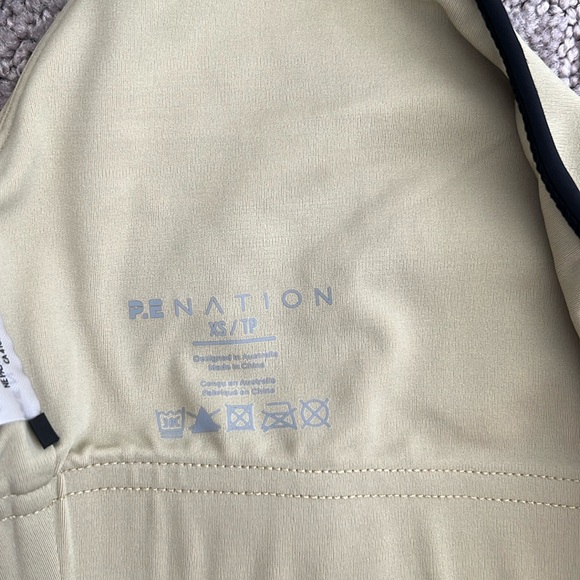 P.E NATION
XS / TP
Designed in Australia
Made in China
Conçu en Australie
Fabriqué en Chine